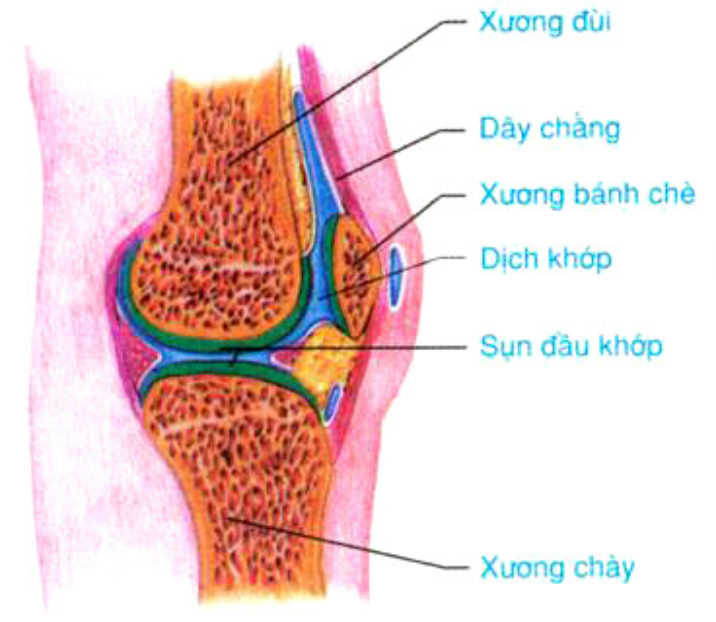 Xương đùi
Dây chằng
Xương bánh chè
Dịch khớp
Sụn đầu khớp
Xương chày